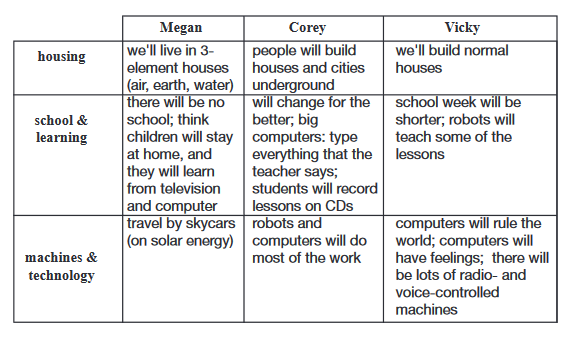 Megan
Corey
Vicky
housing
we'll live in 3-
element houses
(air, earth, water)
people will build
houses and cities
underground
we'll build normal
houses
school &
learning
there will be no
school; think
children will stay
at home, and
they will learn
from television
and computer
will change for the
better; big
computers: type
everything that the
teacher says;
students will record
lessons on CDs
school week will be
shorter; robots will
teach some of the
lessons
machines &
technology
travel by skycars
(on solar energy)
robots and
computers will do
most of the work
computers will rule the
world; computers will
have feelings; there will
be lots of radio- and
voice-controlled
machines